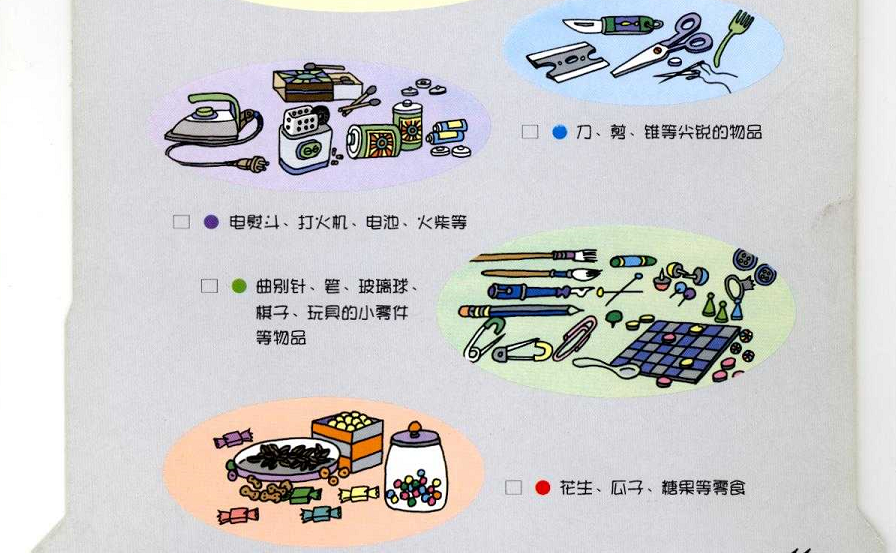 刀、剪、锥等尖锐的物品
电熨斗、打火机、电池、火柴等
曲别针、笔、玻璃球、
棋子、玩具的小零件
等物品
花生、瓜子、糖果等零食